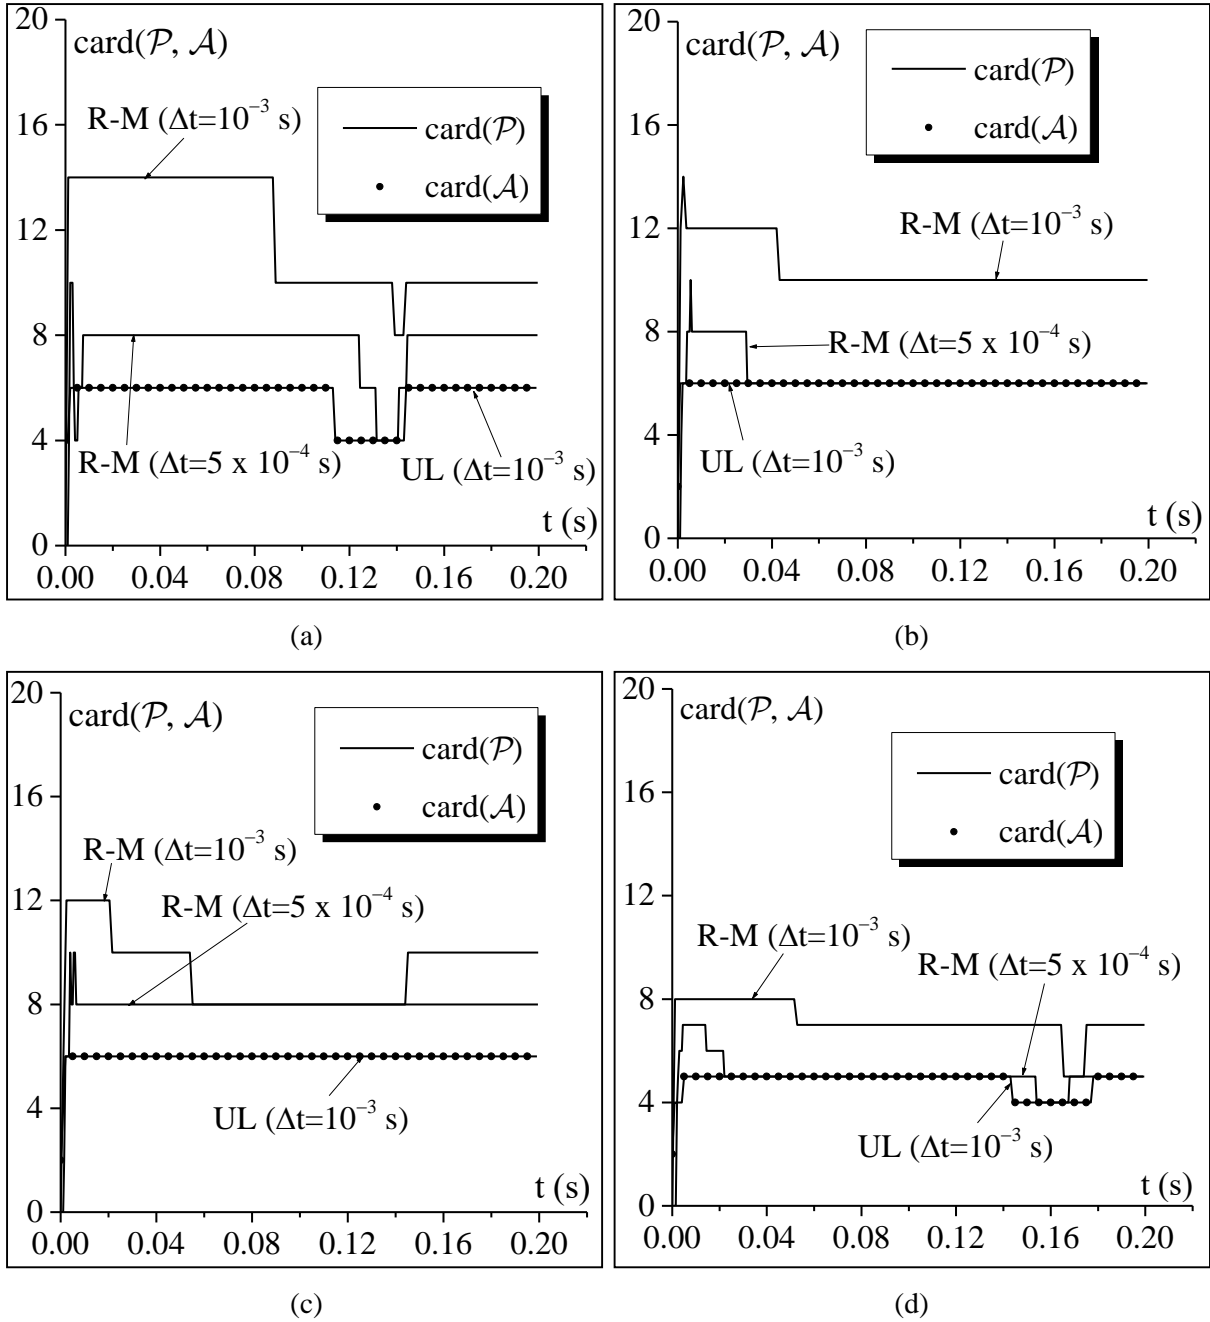 20
card(𝒫, 𝒜)
R-M (Δt=10⁻³ s)
card(𝒫)
card(𝒜)
16
12
8
4
0
R-M (Δt=5 x 10⁻⁴ s)
UL (Δt=10⁻³ s)
t (s)
0.00 0.04 0.08 0.12 0.16 0.20
(a)
20
card(𝒫, 𝒜)
card(𝒫)
card(𝒜)
16
12
8
4
0
R-M (Δt=10⁻³ s)
R-M (Δt=5 x 10⁻⁴ s)
UL (Δt=10⁻³ s)
t (s)
0.00 0.04 0.08 0.12 0.16 0.20
(b)
20
card(𝒫, 𝒜)
card(𝒫)
card(𝒜)
16
12
8
4
0
R-M (Δt=10⁻³ s)
R-M (Δt=5 x 10⁻⁴ s)
UL (Δt=10⁻³ s)
t (s)
0.00 0.04 0.08 0.12 0.16 0.20
(c)
20
card(𝒫, 𝒜)
card(𝒫)
card(𝒜)
16
12
8
4
0
R-M (Δt=10⁻³ s)
R-M (Δt=5 x 10⁻⁴ s)
UL (Δt=10⁻³ s)
t (s)
0.00 0.04 0.08 0.12 0.16 0.20
(d)